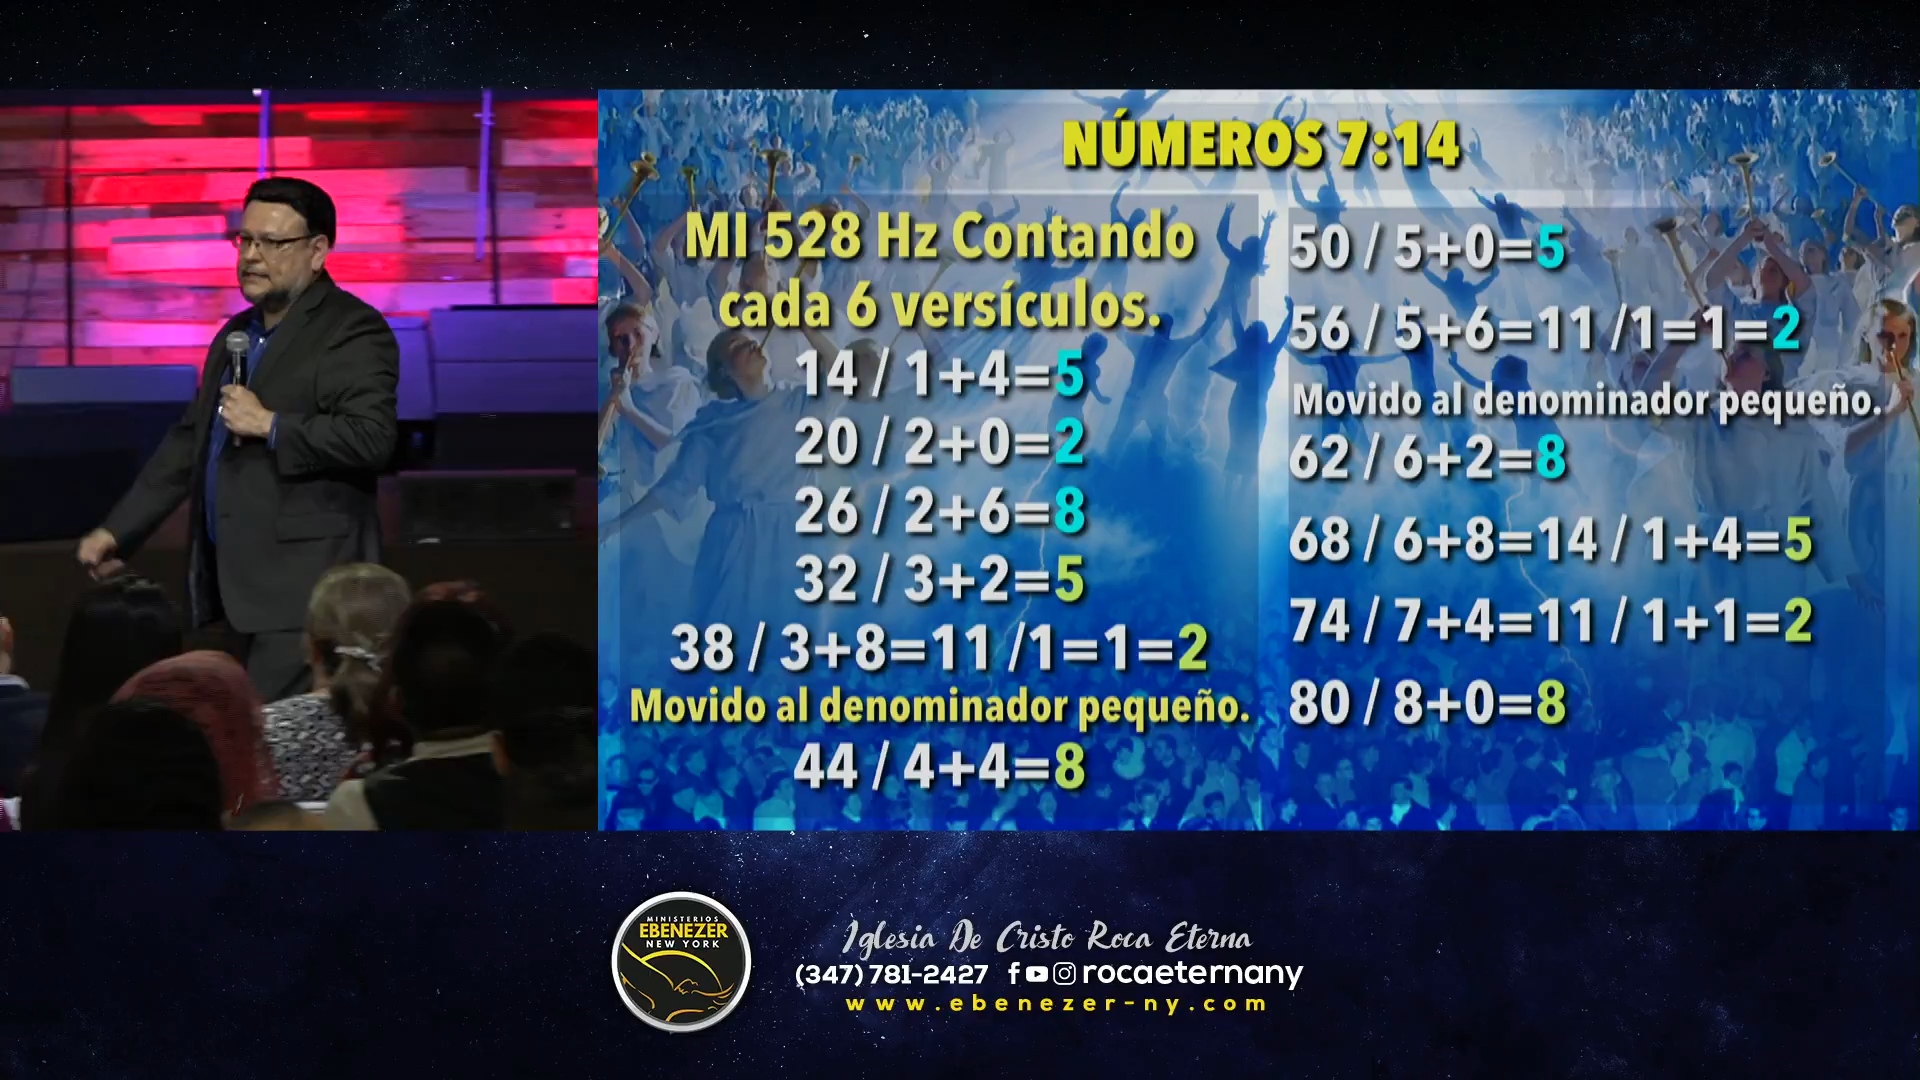 NÚMEROS 7:14
MI 528 Hz Contando
cada 6 versículos.
14 / 1+4=5
20 / 2+0=2
26 / 2+6=8
32 / 3+2=5
38 / 3+8=11 /1=1=2
Movido al denominador pequeño.
44 / 4+4=8
50 / 5+0=5
56 / 5+6=11 /1=1=2
Movido al denominador pequeño.
62 / 6+2=8
68 / 6+8=14 / 1+4=5
74 / 7+4=11 / 1+1=2
80 / 8+0=8
MINISTERIOS
EBENEZER
NEW YORK
Iglesia De Cristo Roca Eterna
(347) 781-2427 rocaeternany
www.ebenezer-ny.com